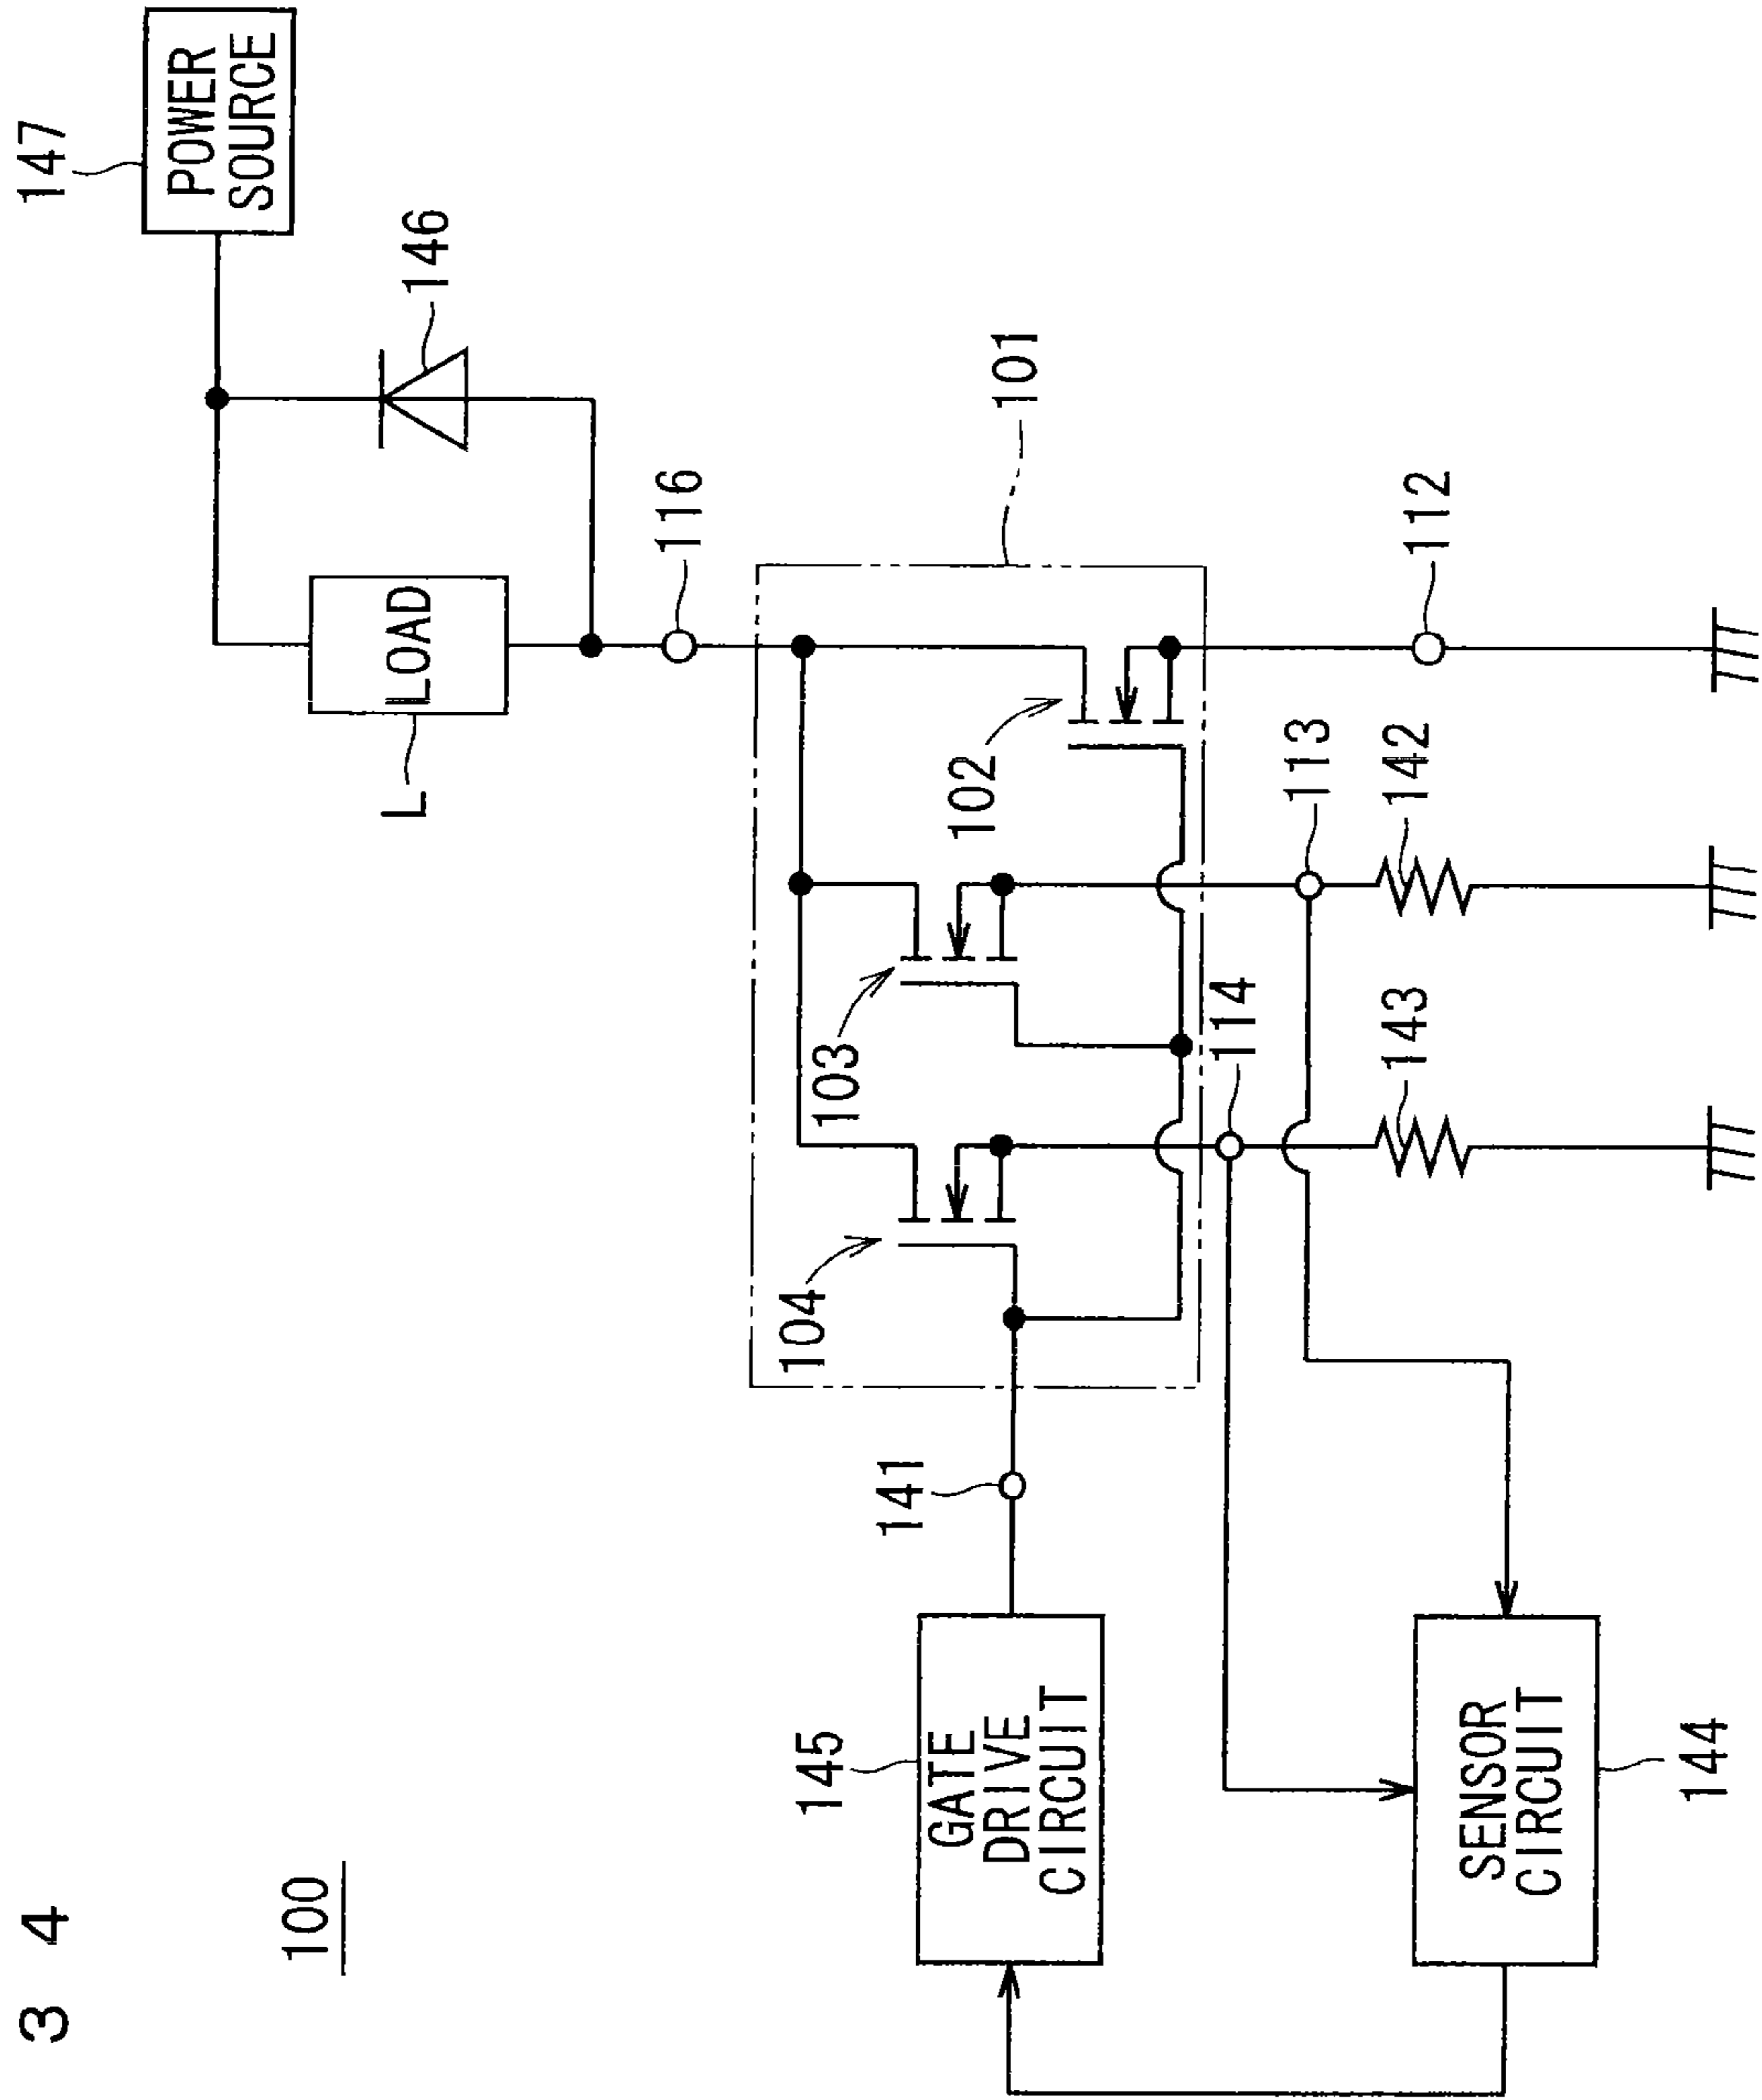 3 4
100
147
POWER
SOURCE
146
LOAD
L
116
101
102
103
104
112
113
142
114
143
141
145
GATE
DRIVE
CIRCUIT
SENSOR
CIRCUIT
144